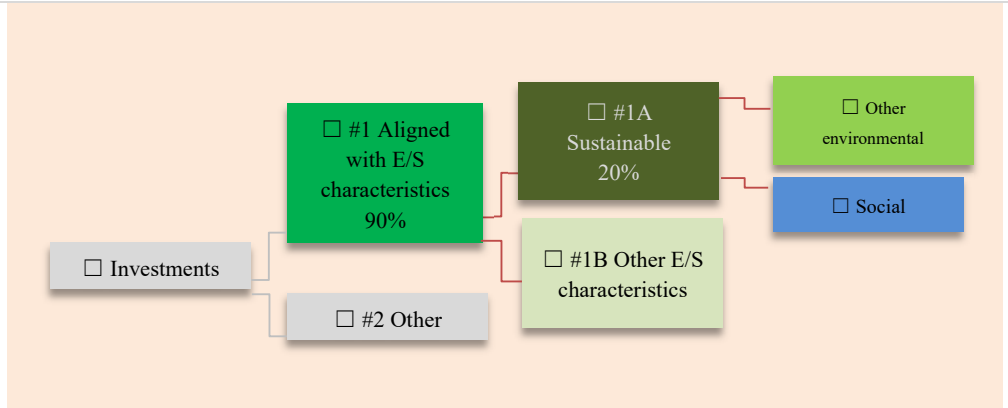 ☐ Investments
☐ #1 Aligned
with E/S
characteristics
90%
☐ #2 Other
☐ #1A
Sustainable
20%
☐ #1B Other E/S
characteristics
☐ Other
environmental
☐ Social